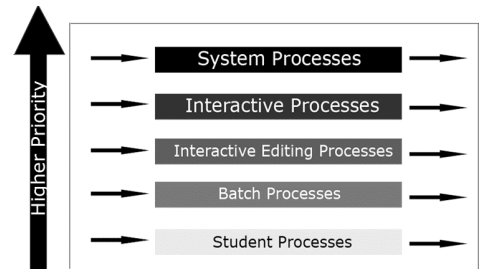 System Processes
Interactive Processes
Interactive Editing Processes
Batch Processes
Student Processes
Higher Priority